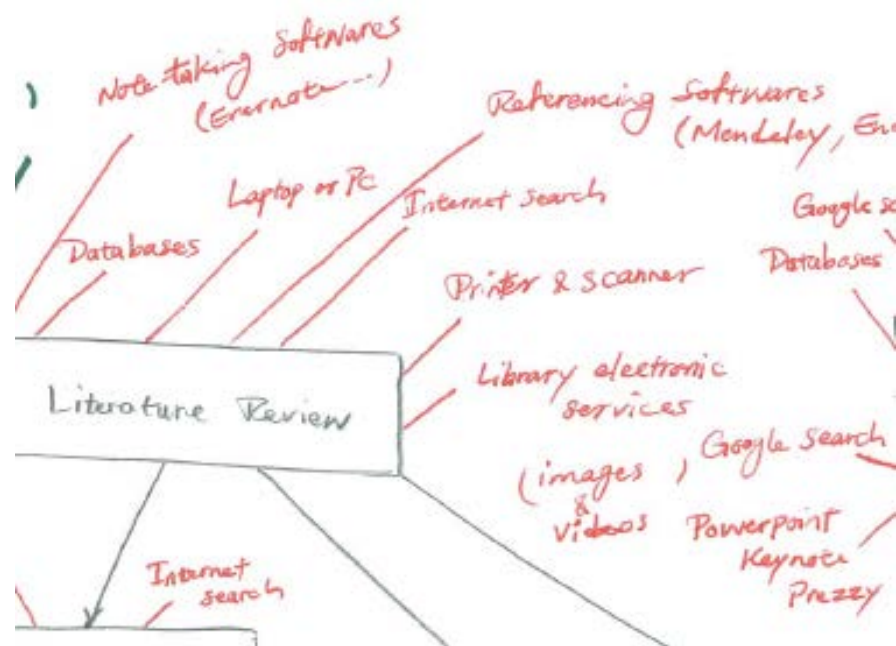 Note-taking Softwares
(Evernote...)
Referencing Softwares
(Mendeley,
Laptop or PC
Internet search
Google
Databases
Databases
Printer & scanner
Literature Review
Library electronic
services
(images
&
videos
, Google search
Powerpoint
Keynote
Prezzy
Internet
search